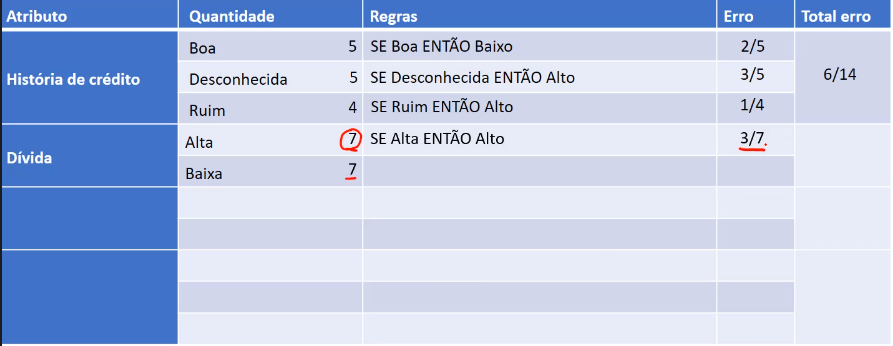 Atributo Quantidade Regras Erro Total erro
História de crédito Boa 5 SE Boa ENTÃO Baixo 2/5 6/14
Desconhecida 5 SE Desconhecida ENTÃO Alto 3/5
Ruim 4 SE Ruim ENTÃO Alto 1/4
Dívida Alta 7 SE Alta ENTÃO Alto 3/7
Baixa 7